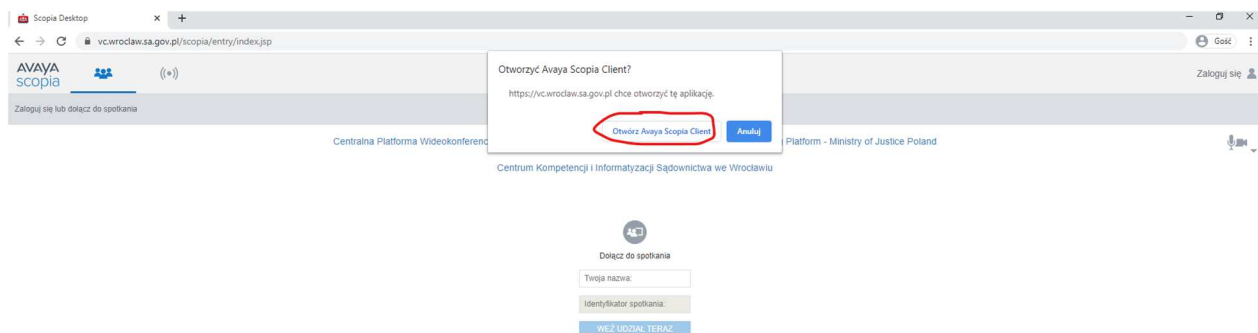 Scopia Desktop
vc.wroclaw.sa.gov.pl/scopia/entry/index.jsp
Gość
AVAYA
scopia
Zaloguj się
Otworzyć Avaya Scopia Client?
https://vc.wroclaw.sa.gov.pl chce otworzyć tę aplikację.
Otwórz Avaya Scopia Client
Anuluj
Zaloguj się lub dołącz do spotkania
Centralna Platforma Wideokonferenc
Platform - Ministry of Justice Poland
Centrum Kompetencji i Informatyzacji Sądownictwa we Wrocławiu
Dołącz do spotkania
Twoja nazwa:
Identyfikator spotkania:
WEŹ UDZIAŁ TERAZ